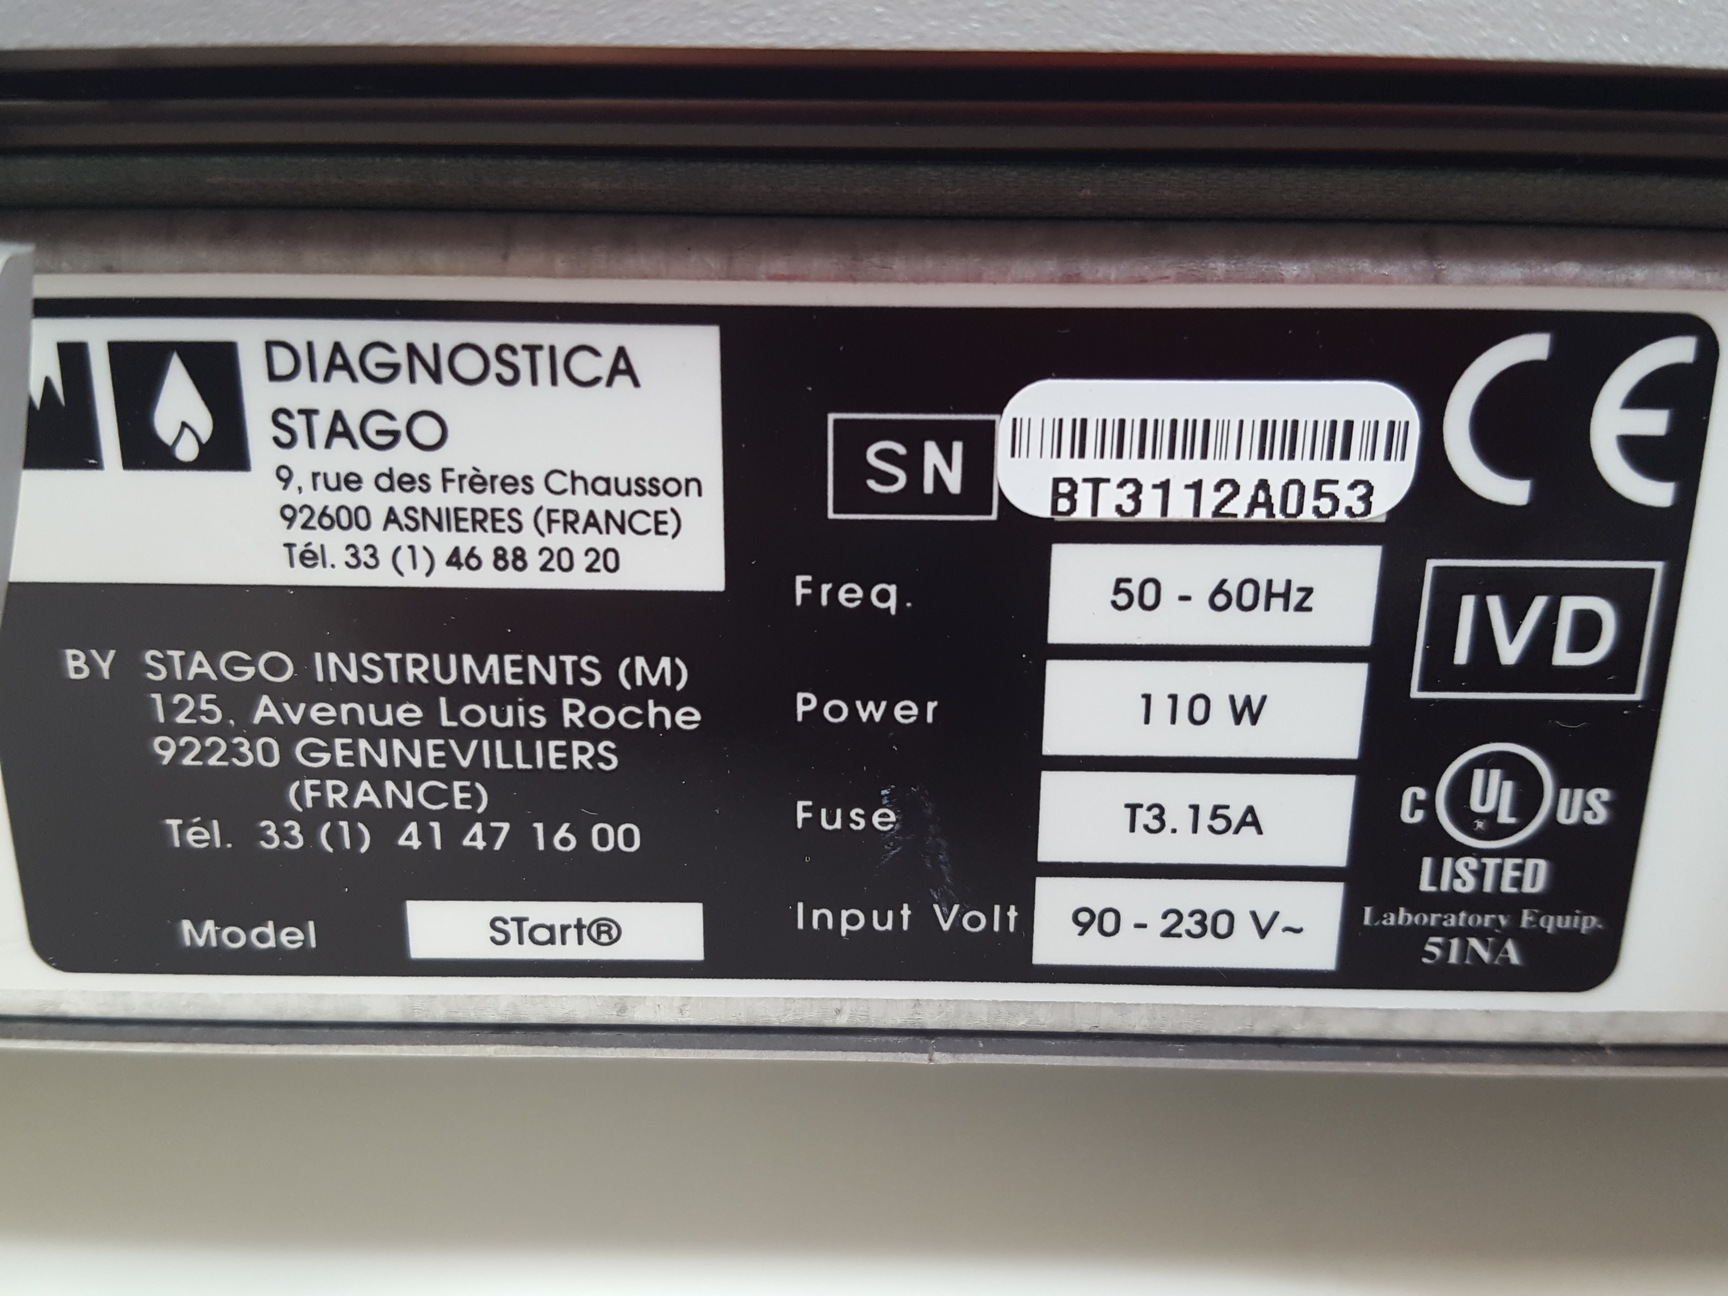 DIAGNOSTICA
STAGO
9, rue des Frères Chausson
92600 ASNIERES (FRANCE)
Tél. 33 (1) 46 88 20 20
BY STAGO INSTRUMENTS (M)
125, Avenue Louis Roche
92230 GENNEVILLIERS
(FRANCE)
Tél. 33 (1) 41 47 16 00
Model STart®
SN BT3112A053
Freq. 50 - 60Hz
Power 110 W
Fuse T3.15A
Input Volt 90 - 230 V~
CE
IVD
C UL US
LISTED
Laboratory Equip.
51NA